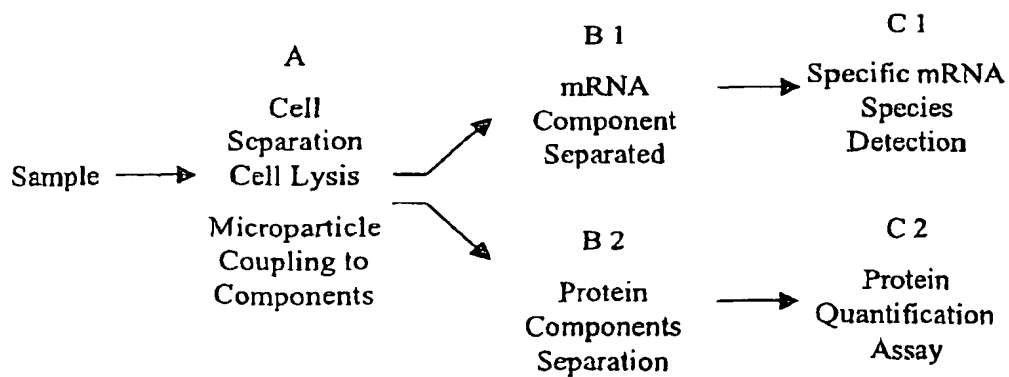 Sample
A
Cell
Separation
Cell Lysis
Microparticle
Coupling to
Components
B 1
mRNA
Component
Separated
B 2
Protein
Components
Separation
C 1
Specific mRNA
Species
Detection
C 2
Protein
Quantification
Assay